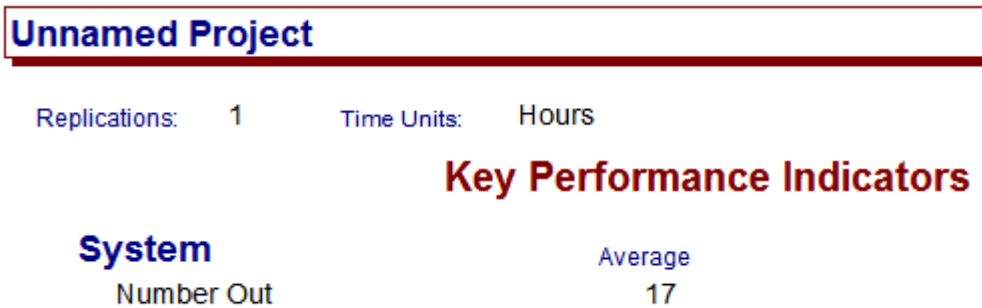 Unnamed Project
Replications: 1 Time Units: Hours
Key Performance Indicators
System Average
Number Out 17